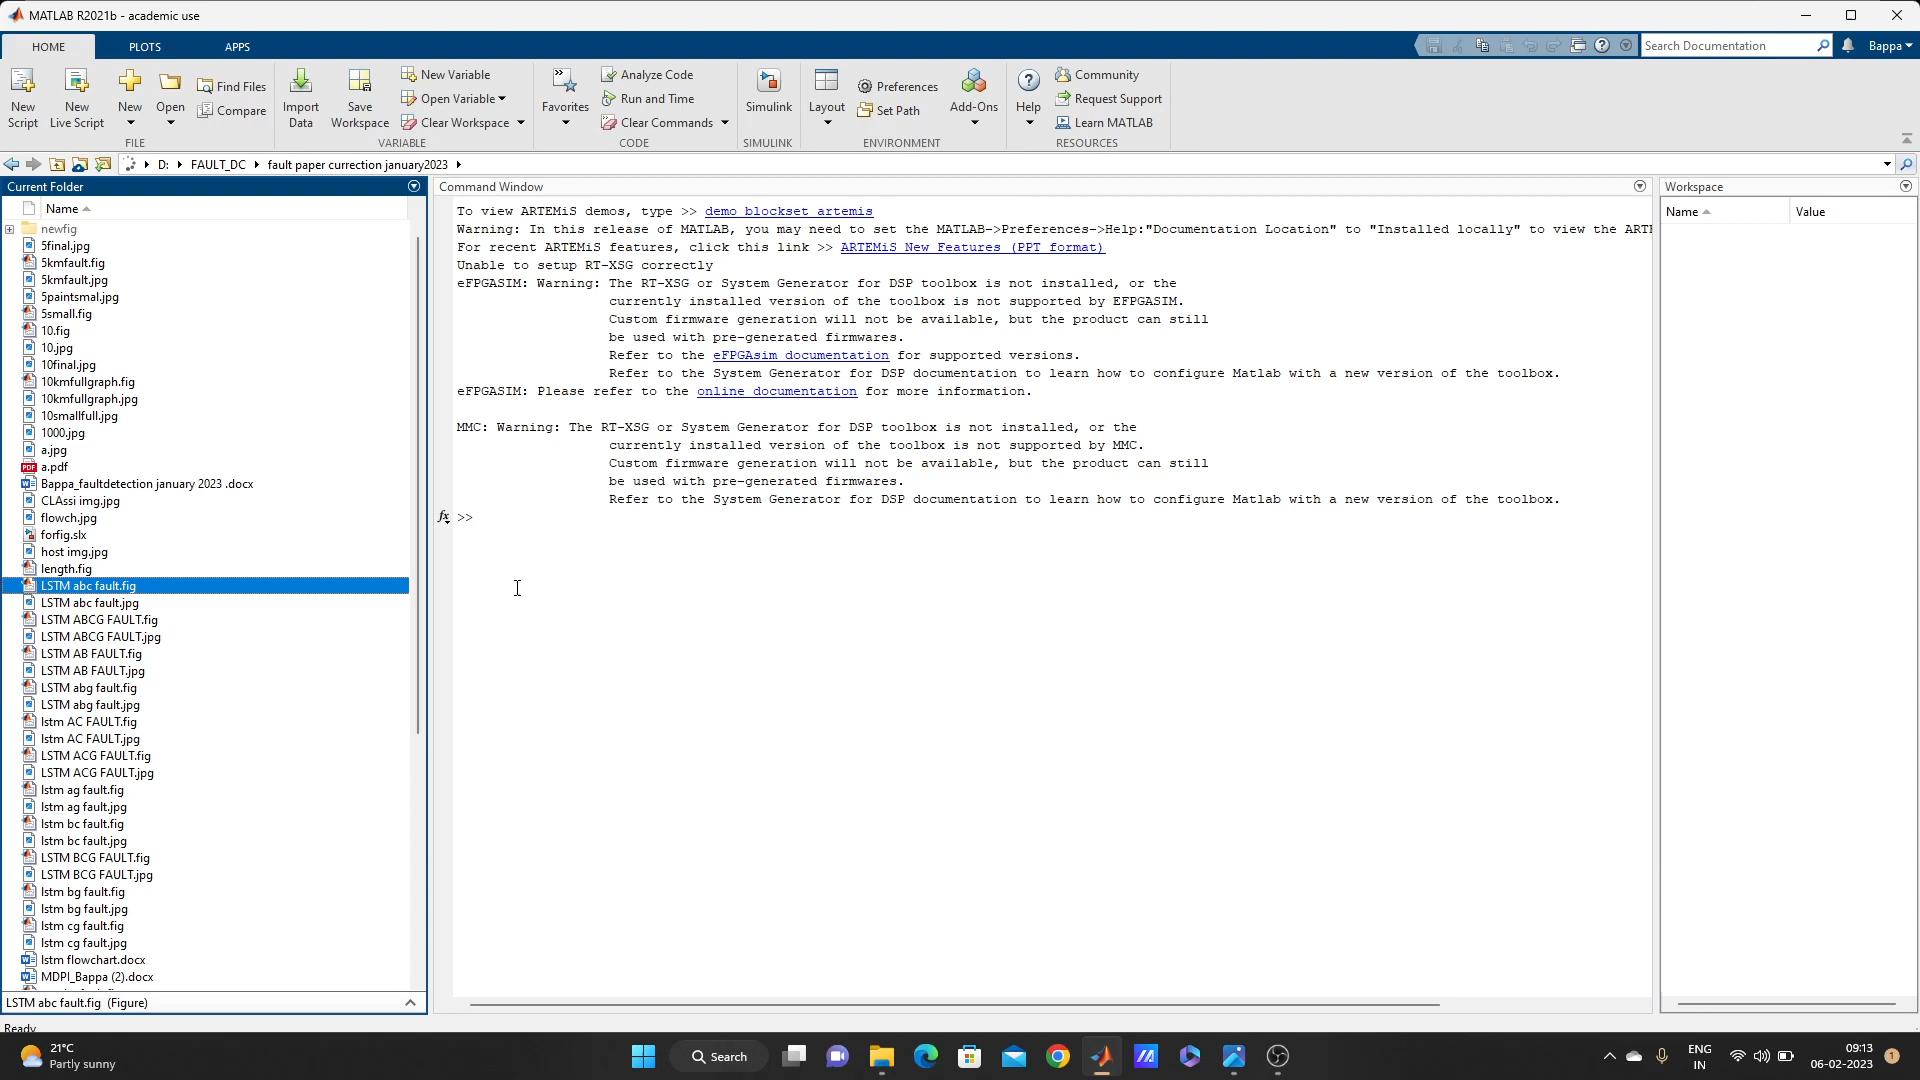 MATLAB R2021b - academic use
HOME PLOTS APPS
Search Documentation
Bappa
New Script
New Live Script
New
Open
Find Files
Compare
Import Data
Save Workspace
New Variable
Open Variable
Clear Workspace
Favorites
Analyze Code
Run and Time
Clear Commands
Simulink
Layout
Preferences
Set Path
Add-Ons
Help
Community
Request Support
Learn MATLAB
FILE VARIABLE CODE SIMULINK ENVIRONMENT RESOURCES
D: FAULT_DC fault paper currection january2023
Current Folder
Name
newfig
5final.jpg
5kmfault.fig
5kmfault.jpg
5paintsmal.jpg
5small.fig
10.fig
10.jpg
10final.jpg
10kmfullgraph.fig
10kmfullgraph.jpg
10smallfull.jpg
1000.jpg
a.jpg
PDF a.pdf
Bappa_faultdetection january 2023 .docx
CLAssi img.jpg
flowch.jpg
forfig.slx
host img.jpg
length.fig
LSTM abc fault.fig
LSTM abc fault.jpg
LSTM ABCG FAULT.fig
LSTM ABCG FAULT.jpg
LSTM AB FAULT.fig
LSTM AB FAULT.jpg
LSTM abg fault.fig
LSTM abg fault.jpg
lstm AC FAULT.fig
lstm AC FAULT.jpg
LSTM ACG FAULT.fig
LSTM ACG FAULT.jpg
lstm ag fault.fig
lstm ag fault.jpg
lstm bc fault.fig
lstm bc fault.jpg
LSTM BCG FAULT.fig
LSTM BCG FAULT.jpg
lstm bg fault.fig
lstm bg fault.jpg
lstm cg fault.fig
lstm cg fault.jpg
lstm flowchart.docx
MDPI_Bappa (2).docx
LSTM abc fault.fig (Figure)
Command Window
To view ARTEMiS demos, type >> demo blockset artemis
Warning: In this release of MATLAB, you may need to set the MATLAB->Preferences->Help:"Documentation Location" to "Installed locally" to view the
For recent ARTEMiS features, click this link >> ARTEMiS New Features (PPT format)
Unable to setup RT-XSG correctly
eFPGASIM: Warning: The RT-XSG or System Generator for DSP toolbox is not installed, or the
currently installed version of the toolbox is not supported by EFPGASIM.
Custom firmware generation will not be available, but the product can still
be used with pre-generated firmwares.
Refer to the eFPGAsim documentation for supported versions.
Refer to the System Generator for DSP documentation to learn how to configure Matlab with a new version of the toolbox.
eFPGASIM: Please refer to the online documentation for more information.
MMC: Warning: The RT-XSG or System Generator for DSP toolbox is not installed, or the
currently installed version of the toolbox is not supported by MMC.
Custom firmware generation will not be available, but the product can still
be used with pre-generated firmwares.
Refer to the System Generator for DSP documentation to learn how to configure Matlab with a new version of the toolbox.
fx >>
Workspace
Name Value
Ready
21°C
Partly sunny
Search
ENG
IN
09:13
06-02-2023
1